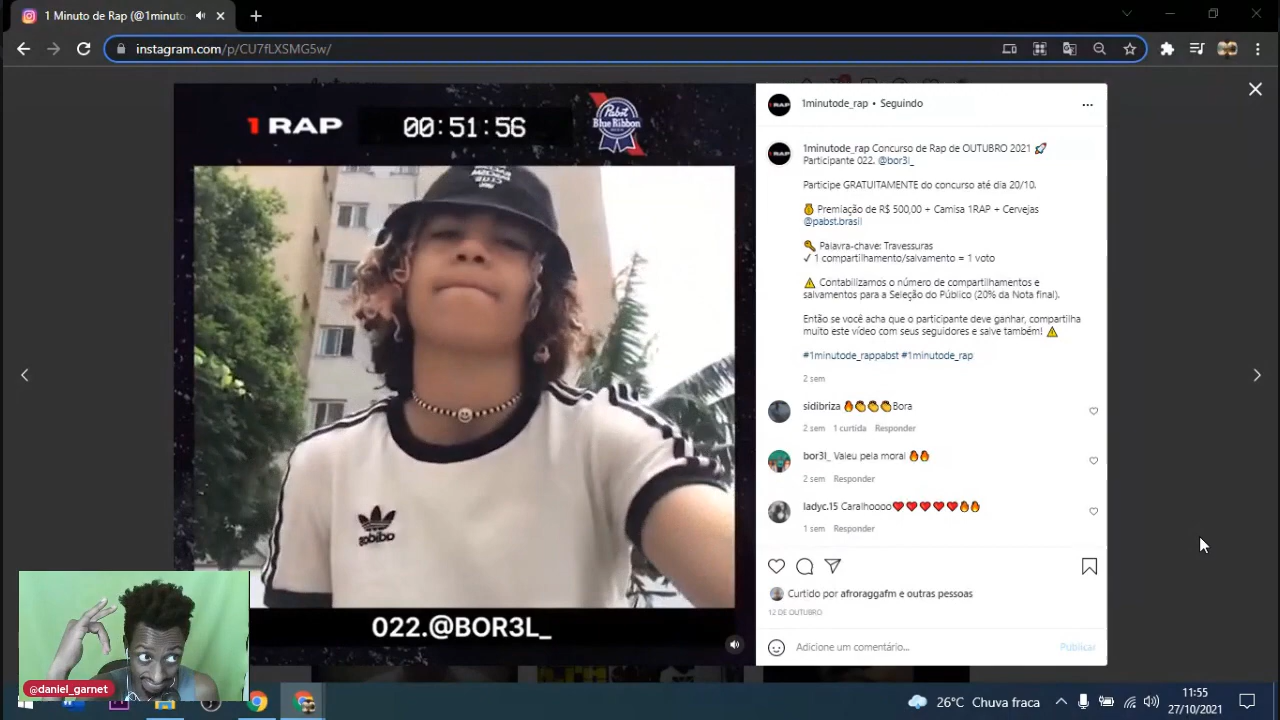 1 Minuto de Rap (@1minuto
instagram.com/p/CU7fLXSMG5w/
1 RAP
00:51:56
Pabst
Blue Ribbon
022.@BOR3L_
@daniel_garnet
1minutode_rap • Seguindo
1minutode_rap Concurso de Rap de OUTUBRO 2021 🚀
Participante 022. @bor3l_
Participe GRATUITAMENTE do concurso até dia 20/10.
💰 Premiação de R$ 500,00 + Camisa 1RAP + Cervejas
@pabst.brasil
🔑 Palavra-chave: Travessuras
✓ 1 compartilhamento/salvamento = 1 voto
⚠️ Contabilizamos o número de compartilhamentos e
salvamentos para a Seleção do Público (20% da Nota final).
Então se você acha que o participante deve ganhar, compartilha
muito este vídeo com seus seguidores e salve também! ⚠️
#1minutode_rappabst #1minutode_rap
2 sem
sidibriza 🔥👏👏👏Bora
2 sem 1 curtida Responder
bor3l_ Valeu pela moral 🔥🔥
2 sem Responder
ladyc.15 Caralhoooo❤️❤️❤️❤️❤️🔥🔥
1 sem Responder
Curtido por afroraggafm e outras pessoas
12 DE OUTUBRO
Adicione um comentário...
Publicar
26°C Chuva fraca
11:55
27/10/2021